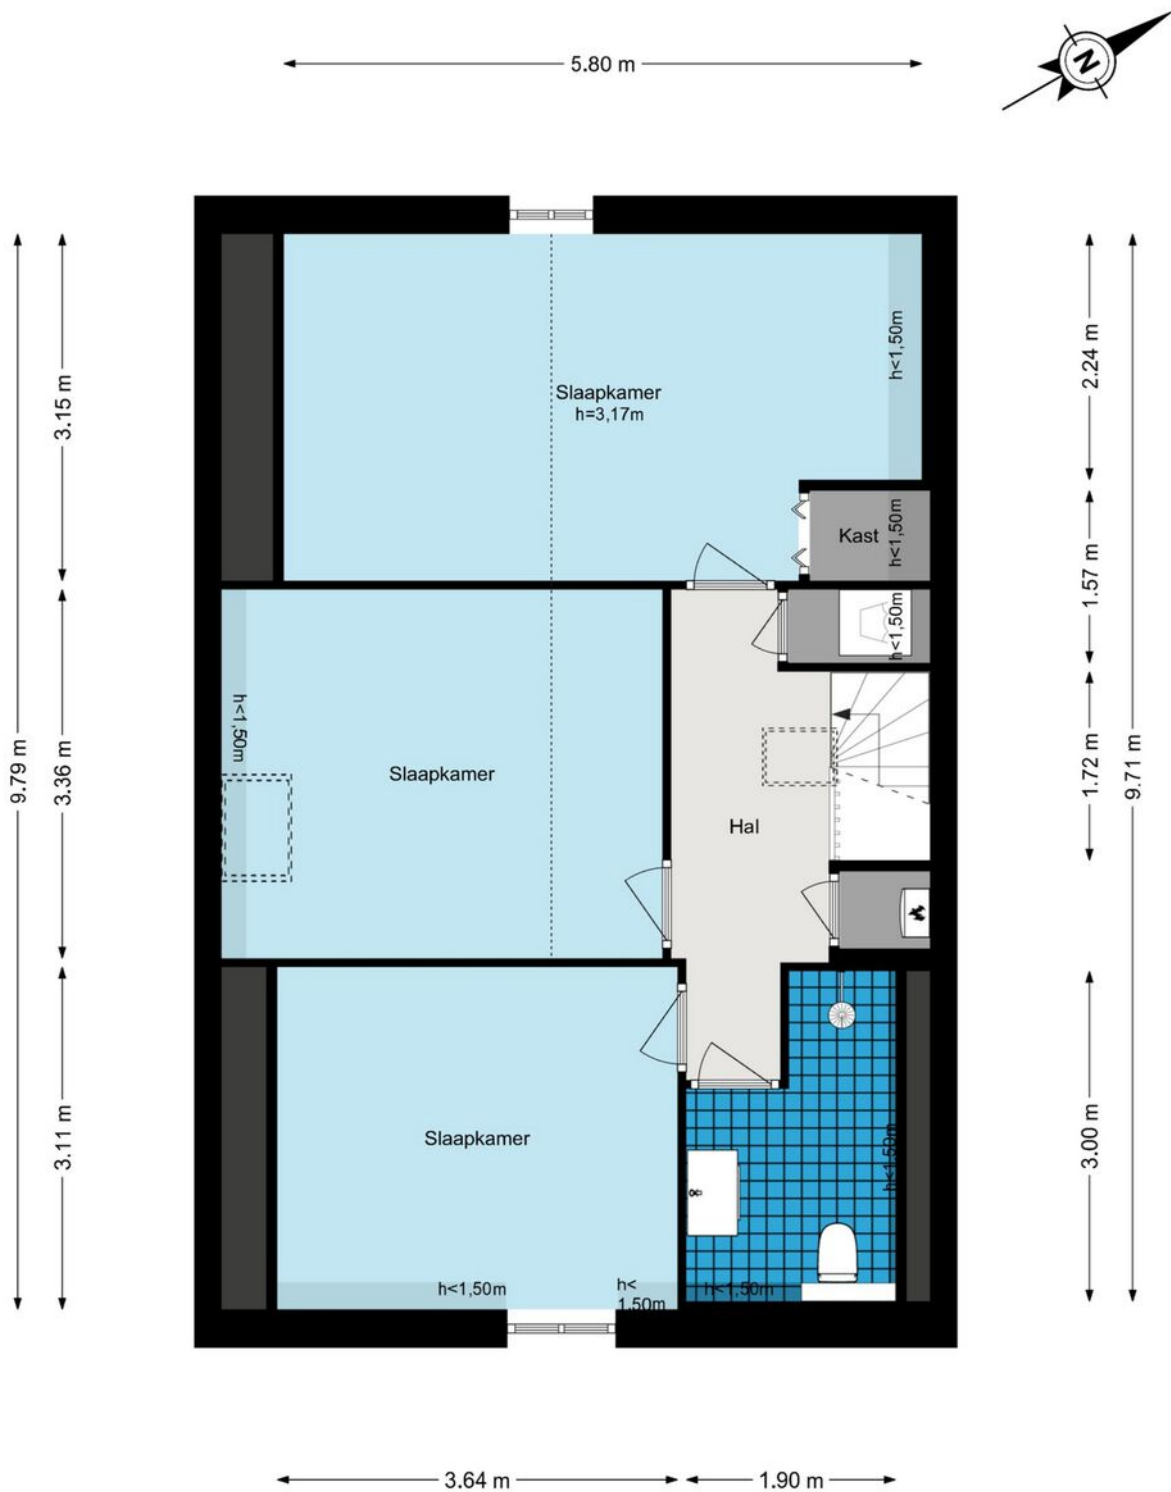 5.80 m
N
h<1,50m
2.24 m
3.15 m
Slaapkamer
h=3,17m
Kast
h<1,50m
1.57 m
h<1,50m
h<1,50m
9.79 m
3.36 m
Slaapkamer
1.72 m
9.71 m
Hal
3.11 m
Slaapkamer
h<1,50m
3.00 m
h<1,50m
h<
1.50m
h<1,50m
3.64 m
1.90 m